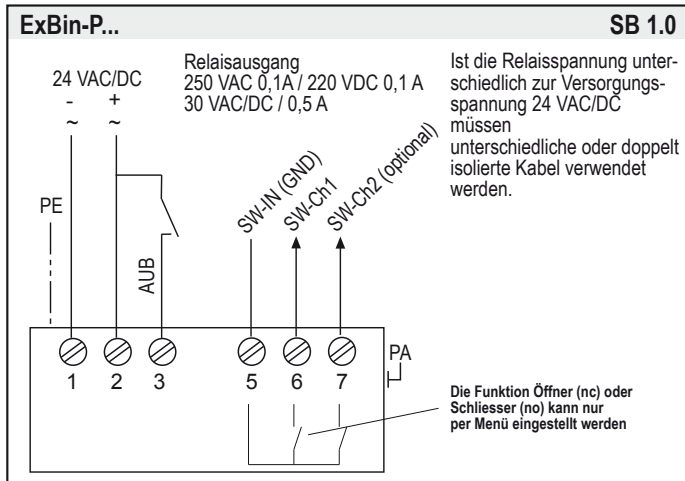 ExBin-P...
SB 1.0
24 VAC/DC
- +
~ ~
Relaisausgang
250 VAC 0,1A / 220 VDC 0,1 A
30 VAC/DC / 0,5 A
Ist die Relaisspannung unter-
schiedlich zur Versorgungs-
spannung 24 VAC/DC
müssen
unterschiedliche oder doppelt
isolierte Kabel verwendet
werden.
PE
AUB
SW-IN (GND)
SW-Ch1
SW-Ch2 (optional)
1 2 3 5 6 7
PA
Die Funktion Öffner (nc) oder
Schliesser (no) kann nur
per Menü eingestellt werden